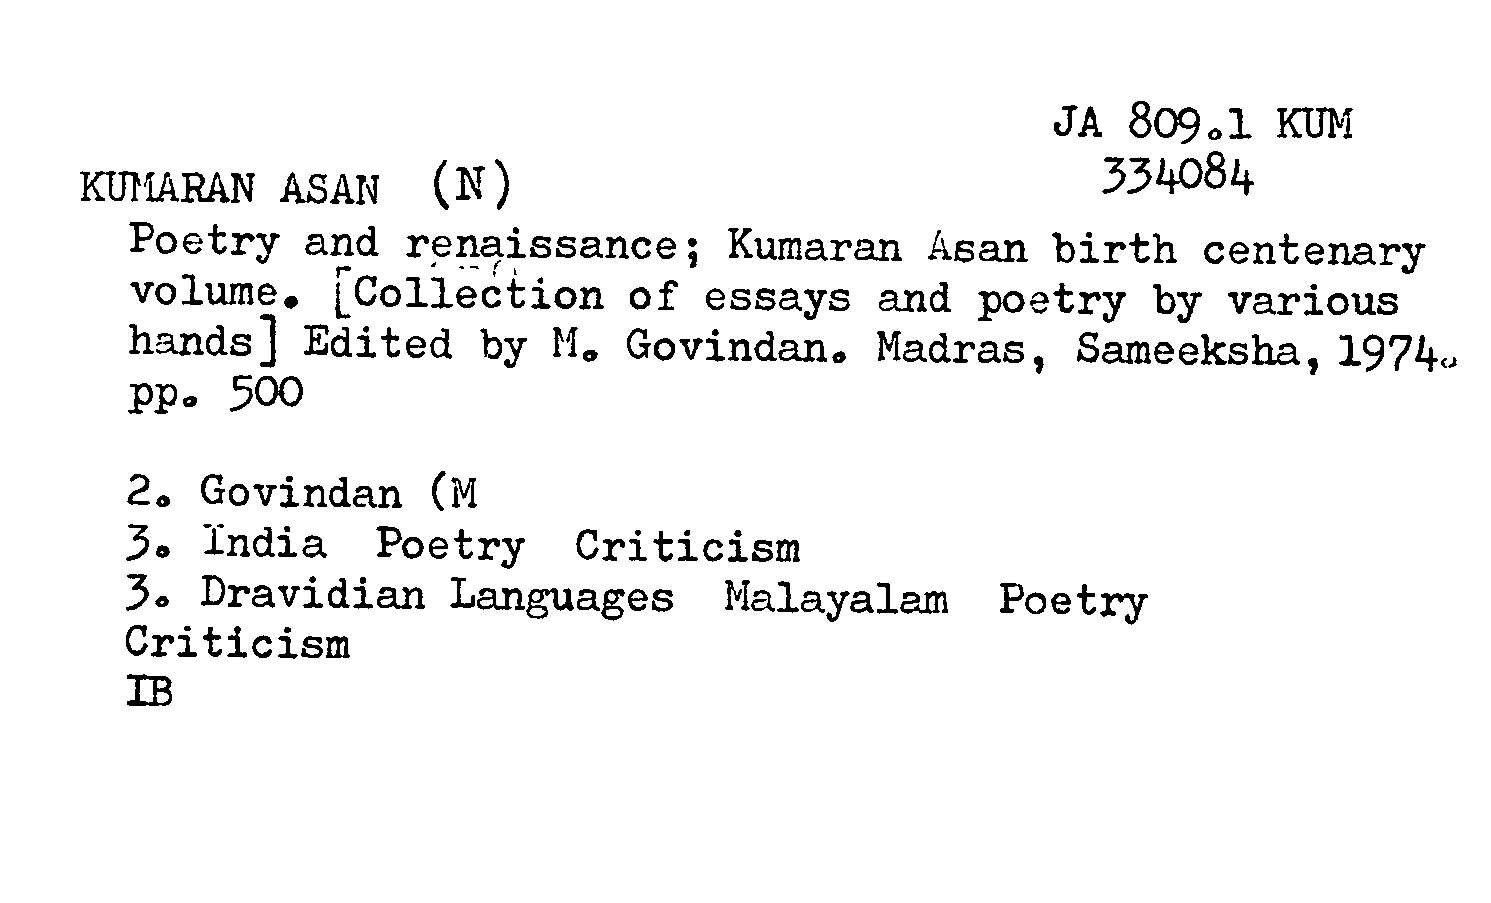 JA 809.1 KUM
334084
KUMARAN ASAN (N)
Poetry and renaissance; Kumaran Asan birth centenary
volume. [Collection of essays and poetry by various
hands] Edited by M. Govindan. Madras, Sameeksha, 1974.
pp. 500
2. Govindan (M
3. India Poetry Criticism
3. Dravidian Languages Malayalam Poetry
Criticism
IB